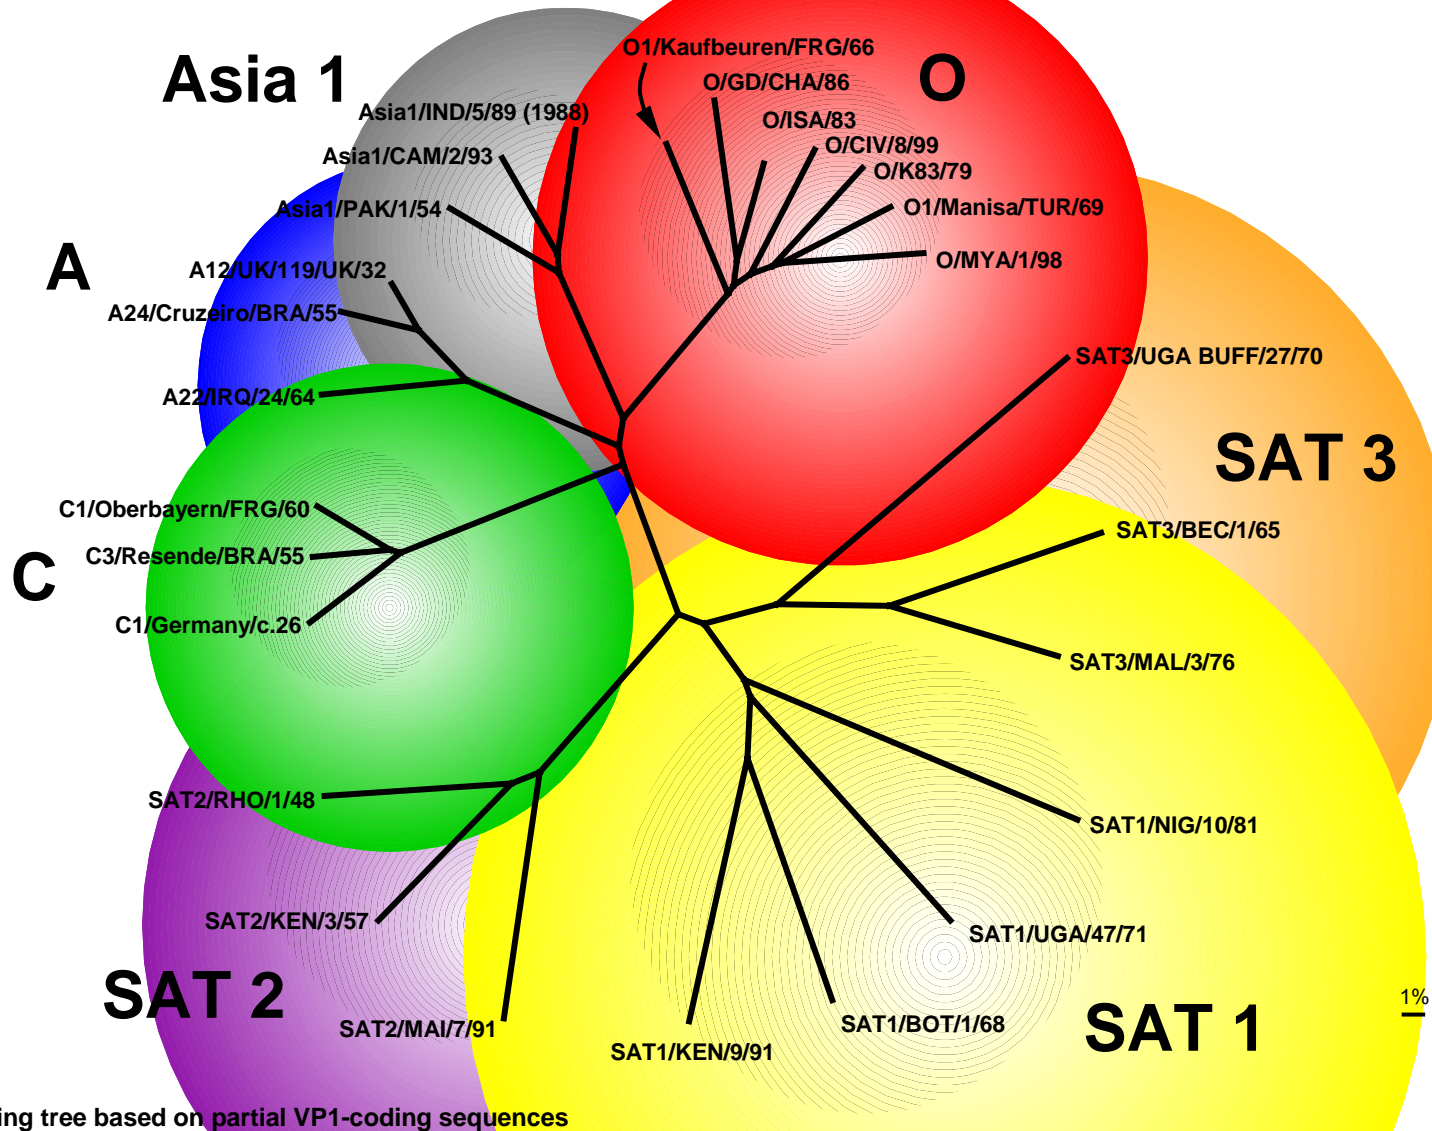 O1/Kaufbeuren/FRG/66
Asia 1
O
O/GD/CHA/86
Asia1/IND/5/89 (1988)
O/ISA/83
O/CIV/8/99
Asia1/CAM/2/93
O/K83/79
Asia1/PAK/1/54
O1/Manisa/TUR/69
A
O/MYA/1/98
A12/UK/119/UK/32
A24/Cruzeiro/BRA/55
SAT3/UGA BUFF/27/70
A22/IRQ/24/64
SAT 3
C1/Oberbayern/FRG/60
SAT3/BEC/1/65
C3/Resende/BRA/55
C
C1/Germany/c.26
SAT3/MAL/3/76
SAT2/RHO/1/48
SAT1/NIG/10/81
SAT2/KEN/3/57
SAT1/UGA/47/71
SAT 2
1%
SAT2/MAI/7/91
SAT1/BOT/1/68
SAT 1
SAT1/KEN/9/91
ing tree based on partial VP1-coding sequences